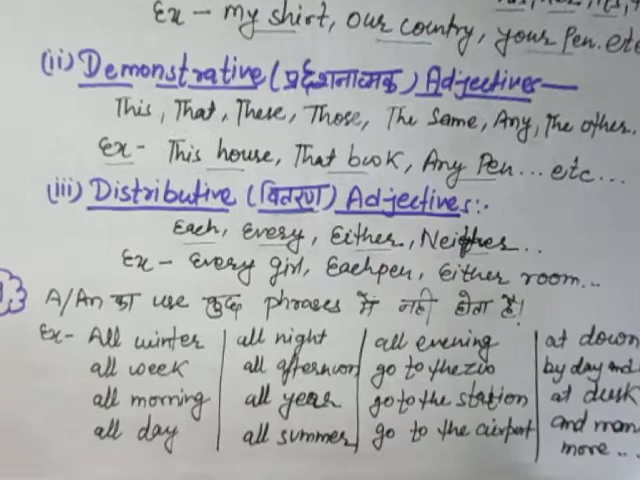 Ex - my shirt, our country, your pen. etc
(ii) Demonstrative (प्रदेशनात्मक) Adjectives—
This, That, These, Those, The Same, Any, The other.
Ex - This house, That book, Any Pen... etc...
(iii) Distributive (वितरण) Adjectives:-
Each, Every, Either, Neither..
Ex - Every girl, Each pen, Either room...
A/An का use कुछ phrases में नही होता है!
Ex - All winter | all night | all evening | at down
all week | all afternoon | go to the zoo | by day and
all morning | all year | go to the station | at dusk
all day | all summer | go to the airport | and many
more...